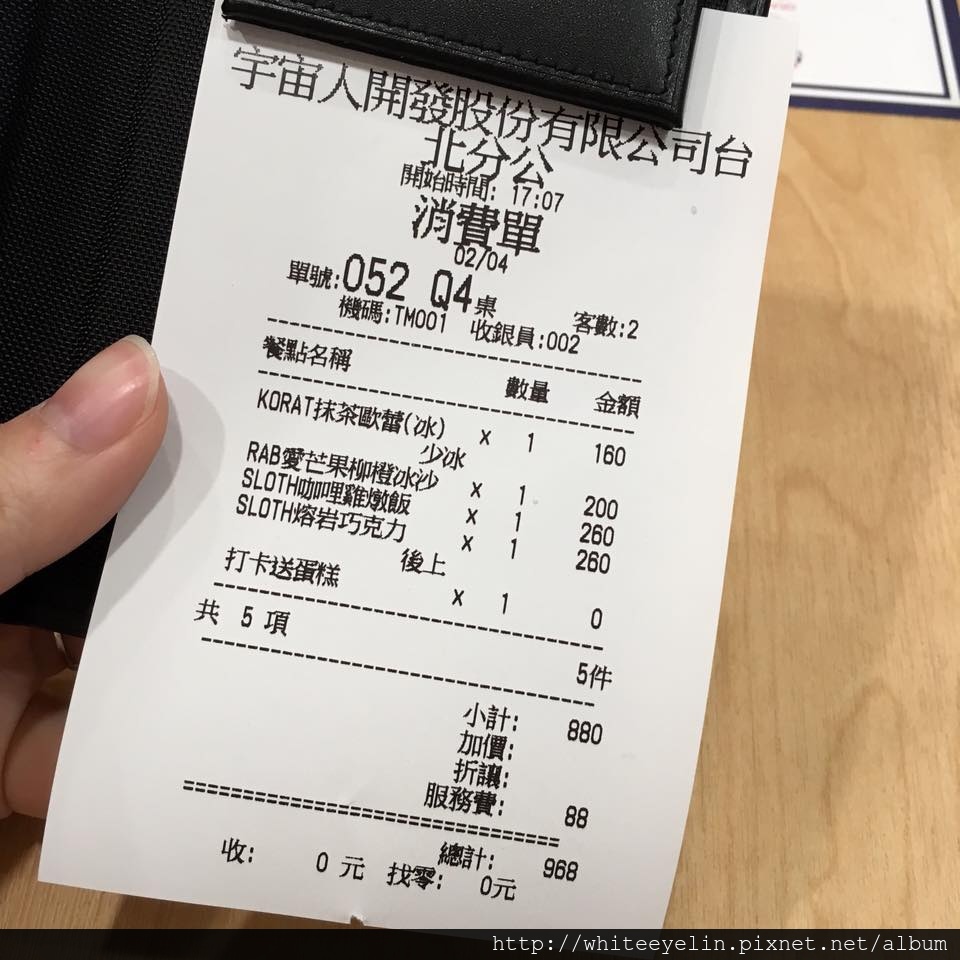 宇宙人開發股份有限公司台
北分公
開始時間: 17:07
消費單
02/04
單號:052 Q4桌 客數:2
機碼:TM001 收銀員:002
餐點名稱 數量 金額
KORAT抹茶歐蕾(冰) x 1 160
少冰
RAB愛芒果柳橙冰沙 x 1 200
SLOTH咖哩雞燉飯 x 1 260
SLOTH熔岩巧克力 x 1 260
後上
打卡送蛋糕 x 1 0
共 5 項 5件
小計: 880
加價:
折讓:
服務費: 88
總計: 968
收: 0 元 找零: 0元
http://whiteeyelin.pixnet.net/album